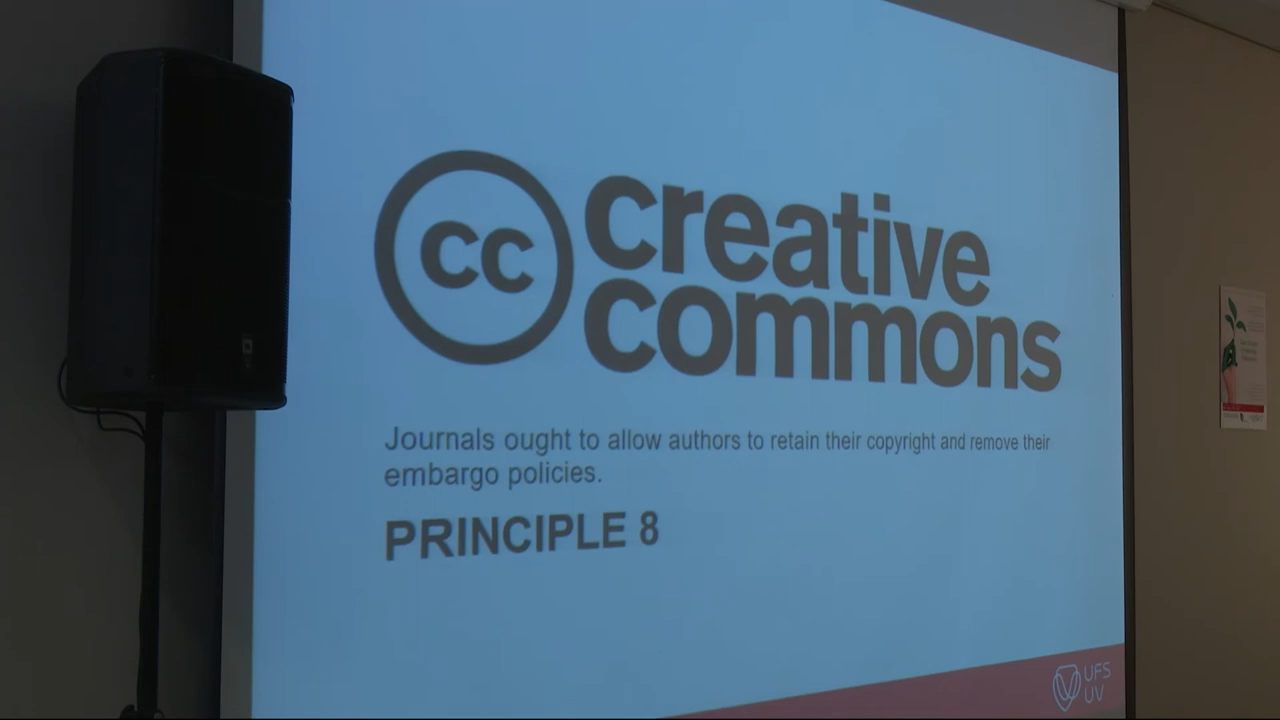 cc creative
commons
Journals ought to allow authors to retain their copyright and remove their
embargo policies.
PRINCIPLE 8
UFS
UV